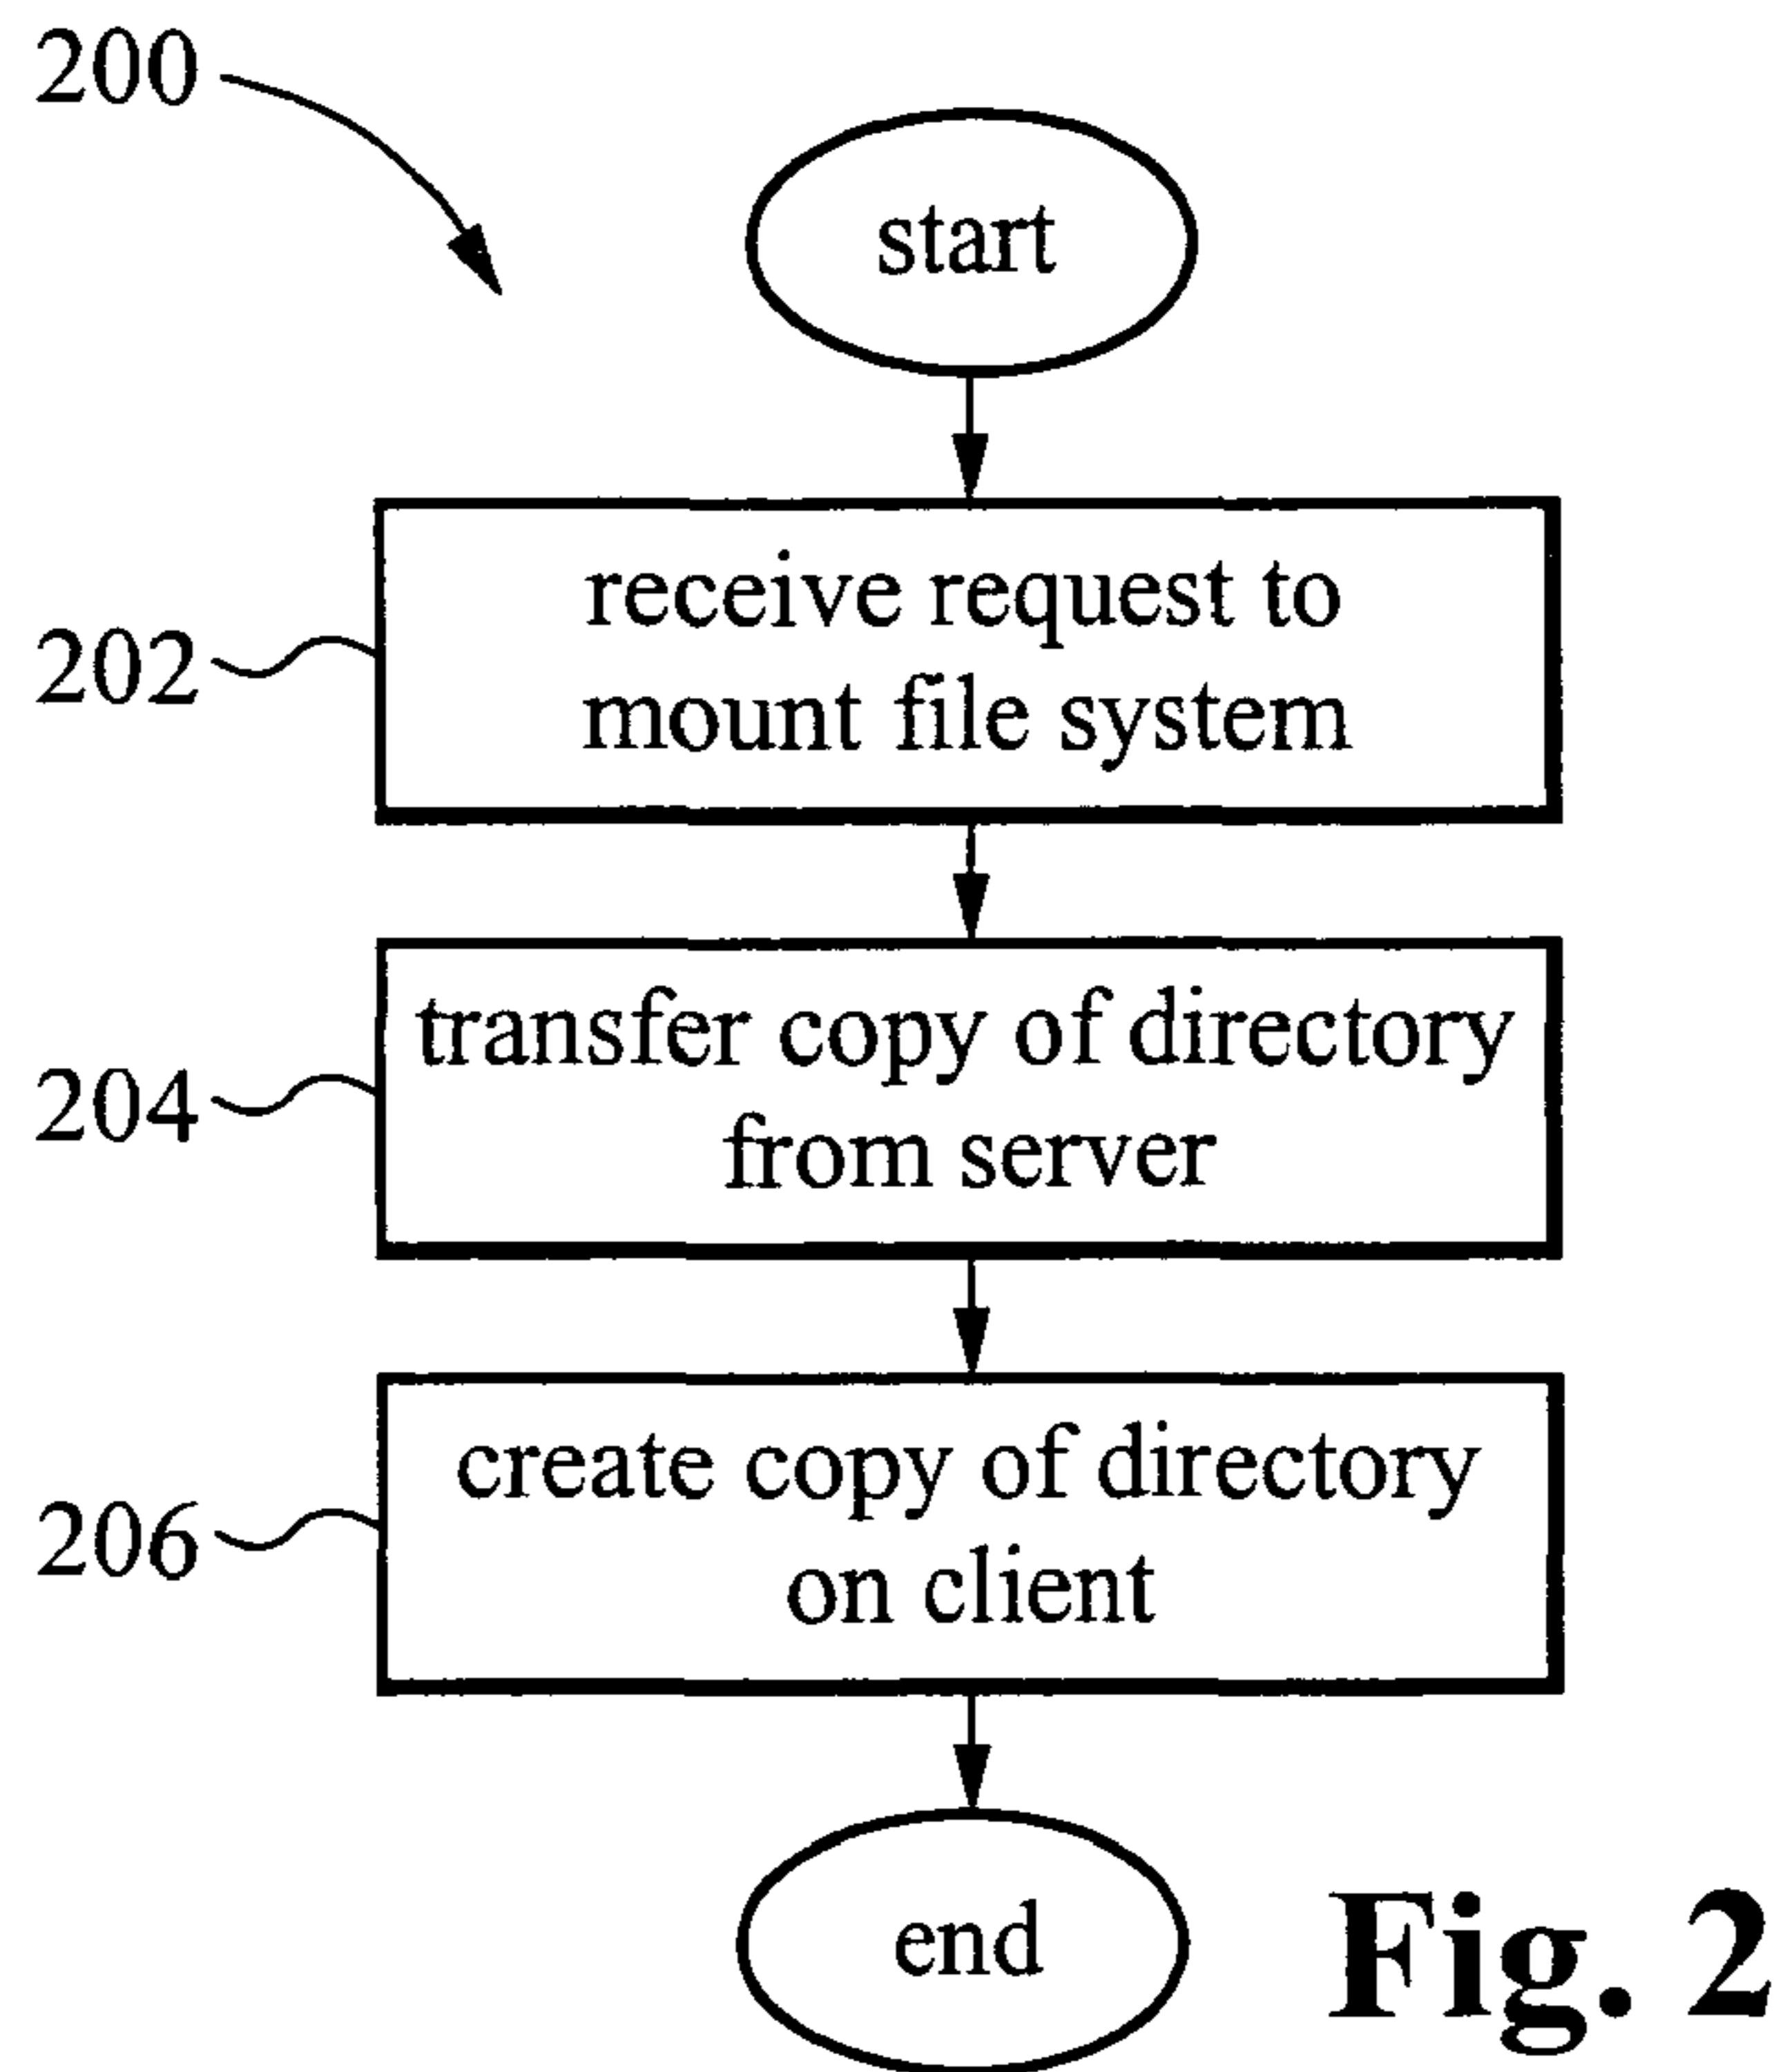 200
start
202
receive request to
mount file system
204
transfer copy of directory
from server
206
create copy of directory
on client
end
Fig. 2